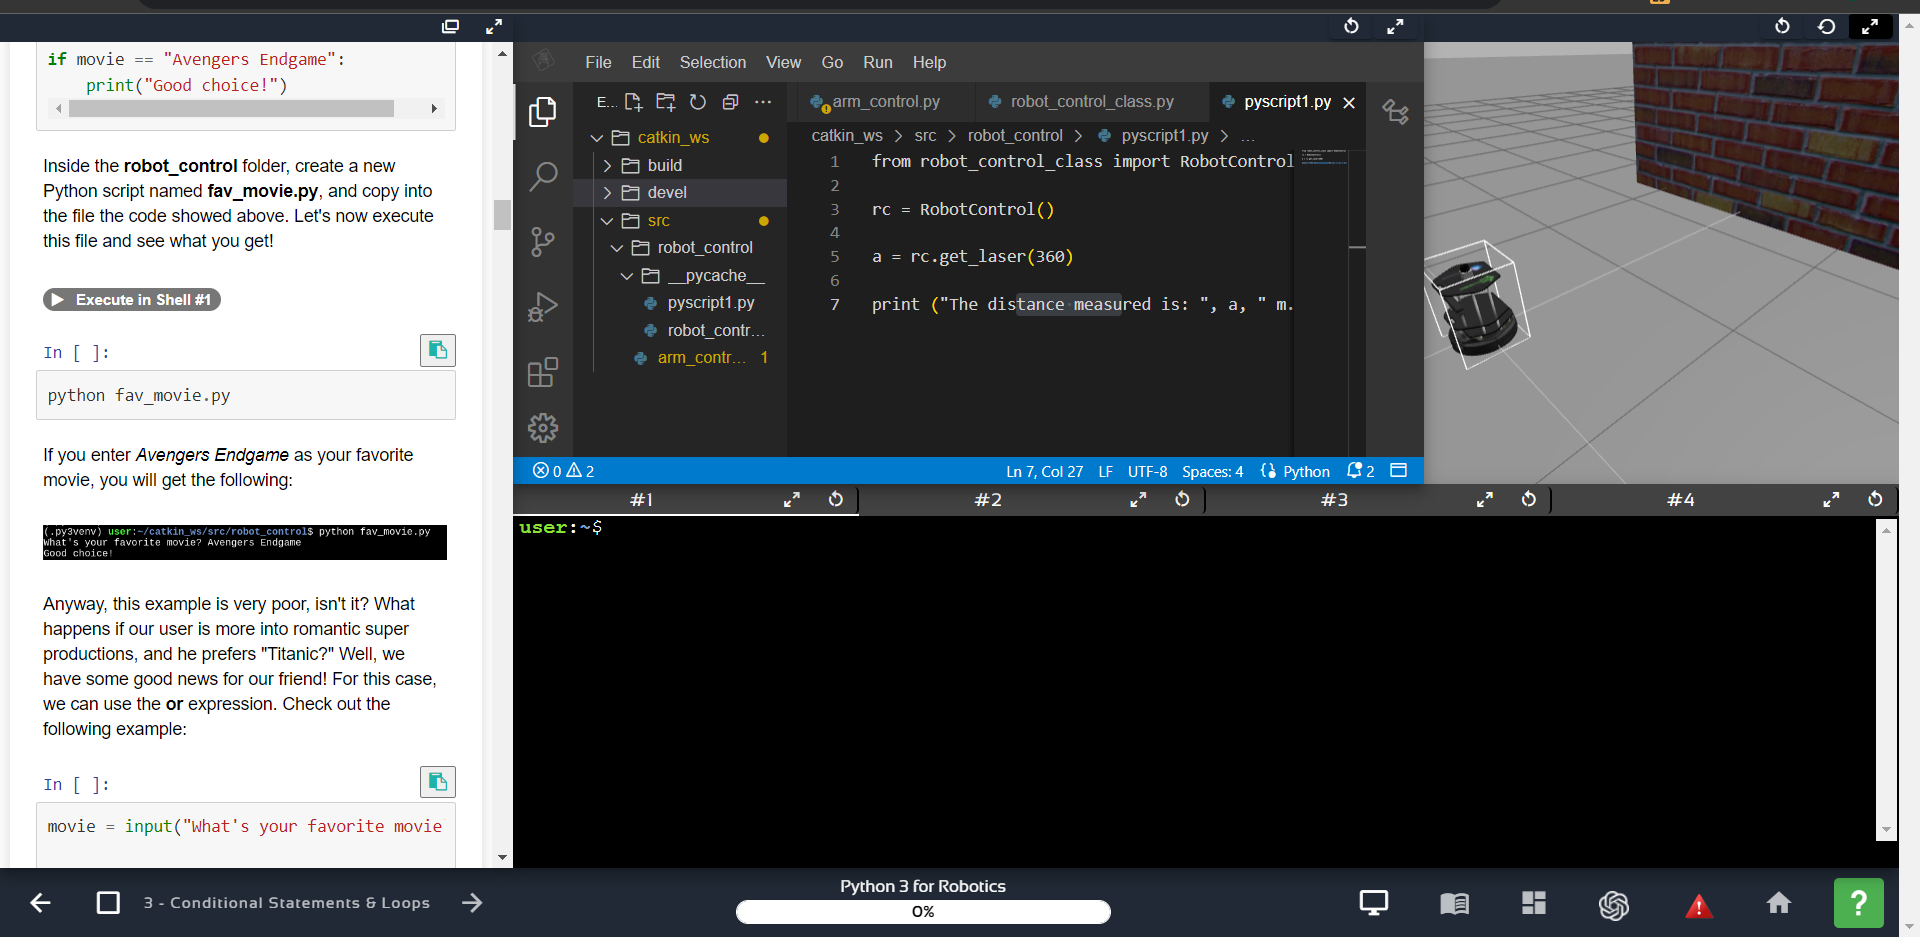 if movie == "Avengers Endgame":
print("Good choice!")
Inside the robot_control folder, create a new
Python script named fav_movie.py, and copy into
the file the code showed above. Let's now execute
this file and see what you get!
Execute in Shell #1
In [ ]:
python fav_movie.py
If you enter Avengers Endgame as your favorite
movie, you will get the following:
(.py3venv) user:~/catkin_ws/src/robot_control$ python fav_movie.py
What's your favorite movie? Avengers Endgame
Good choice!
Anyway, this example is very poor, isn't it? What
happens if our user is more into romantic super
productions, and he prefers "Titanic?" Well, we
have some good news for our friend! For this case,
we can use the or expression. Check out the
following example:
In [ ]:
movie = input("What's your favorite movie
File Edit Selection View Go Run Help
E...
catkin_ws
build
devel
src
robot_control
__pycache__
pyscript1.py
robot_contr...
arm_contr... 1
arm_control.py robot_control_class.py pyscript1.py
catkin_ws > src > robot_control > pyscript1.py > ...
1 from robot_control_class import RobotControl
2
3 rc = RobotControl()
4
5 a = rc.get_laser(360)
6
7 print ("The distance measured is: ", a, " m.
0 2 Ln 7, Col 27 LF UTF-8 Spaces: 4 Python 2
#1 #2 #3 #4
user:~$
3 - Conditional Statements & Loops
Python 3 for Robotics
0%
?